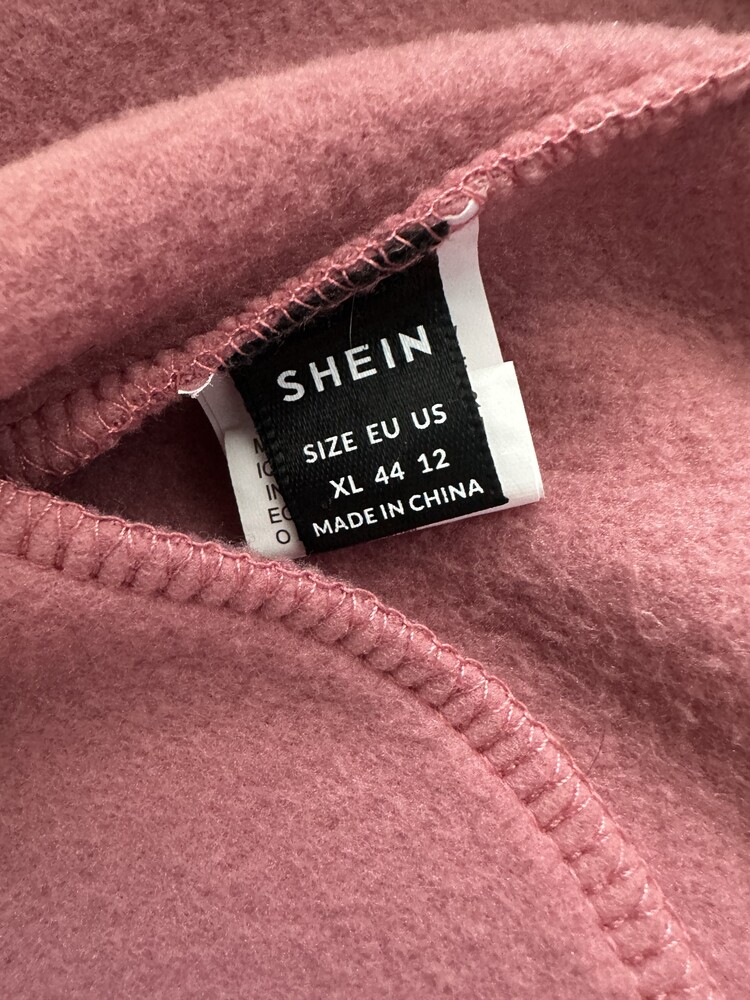 SHEIN
SIZE EU US
XL 44 12
MADE IN CHINA